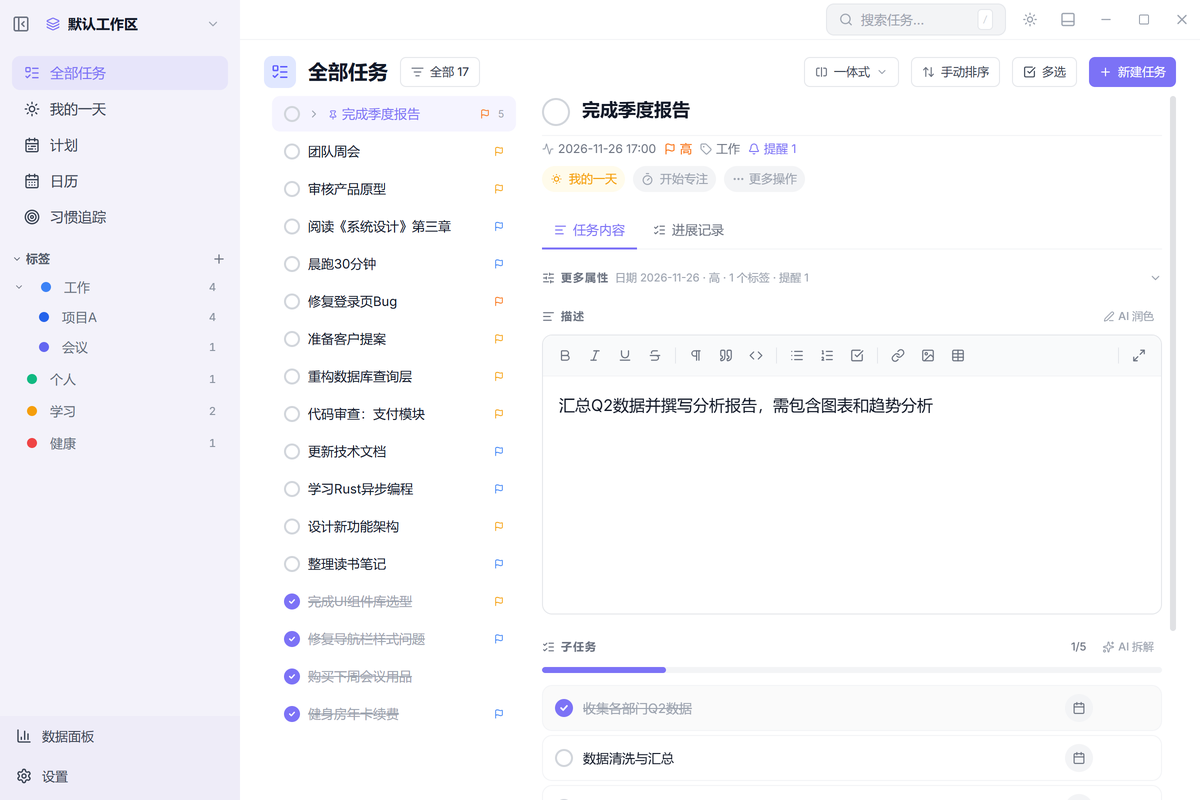 默认工作区
搜索任务... /
全部任务
我的一天
计划
日历
习惯追踪
标签
工作 4
项目A 4
会议 1
个人 1
学习 2
健康 1
数据面板
设置
全部任务
全部 17
一体式
手动排序
多选
新建任务
完成季度报告 5
团队周会
审核产品原型
阅读《系统设计》第三章
晨跑30分钟
修复登录页Bug
准备客户提案
重构数据库查询层
代码审查：支付模块
更新技术文档
学习Rust异步编程
设计新功能架构
整理读书笔记
完成UI组件库选型
修复导航栏样式问题
购买下周会议用品
健身房年卡续费
完成季度报告
2026-11-26 17:00 高 工作 提醒 1
我的一天 开始专注 更多操作
任务内容 进展记录
更多属性 日期 2026-11-26 · 高 · 1 个标签 · 提醒 1
描述 AI 润色
汇总Q2数据并撰写分析报告，需包含图表和趋势分析
子任务 1/5 AI 拆解
收集各部门Q2数据
数据清洗与汇总